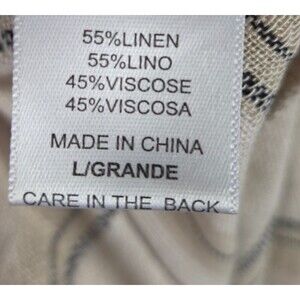 55%LINEN
55%LINO
45%VISCOSE
45%VISCOSA
MADE IN CHINA
L/GRANDE
CARE IN THE BACK